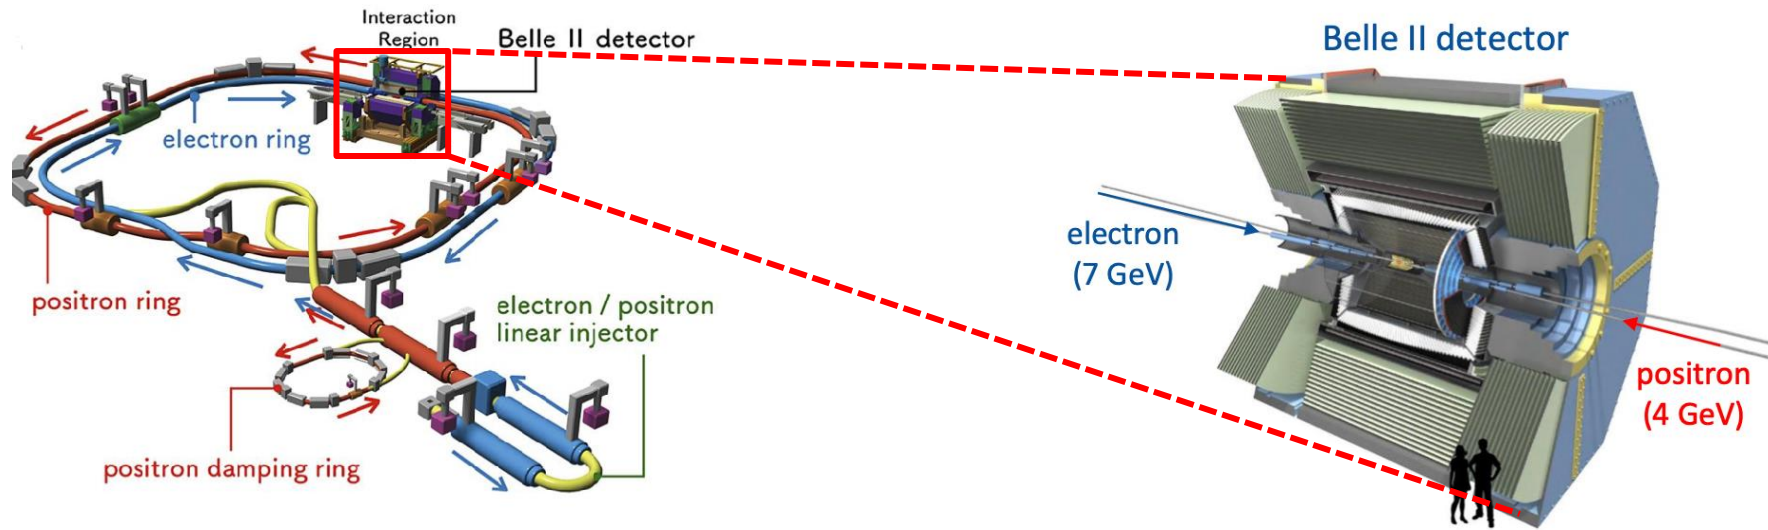 Interaction
Region
Belle II detector
electron ring
positron ring
electron / positron
linear injector
positron damping ring
Belle II detector
electron
(7 GeV)
positron
(4 GeV)